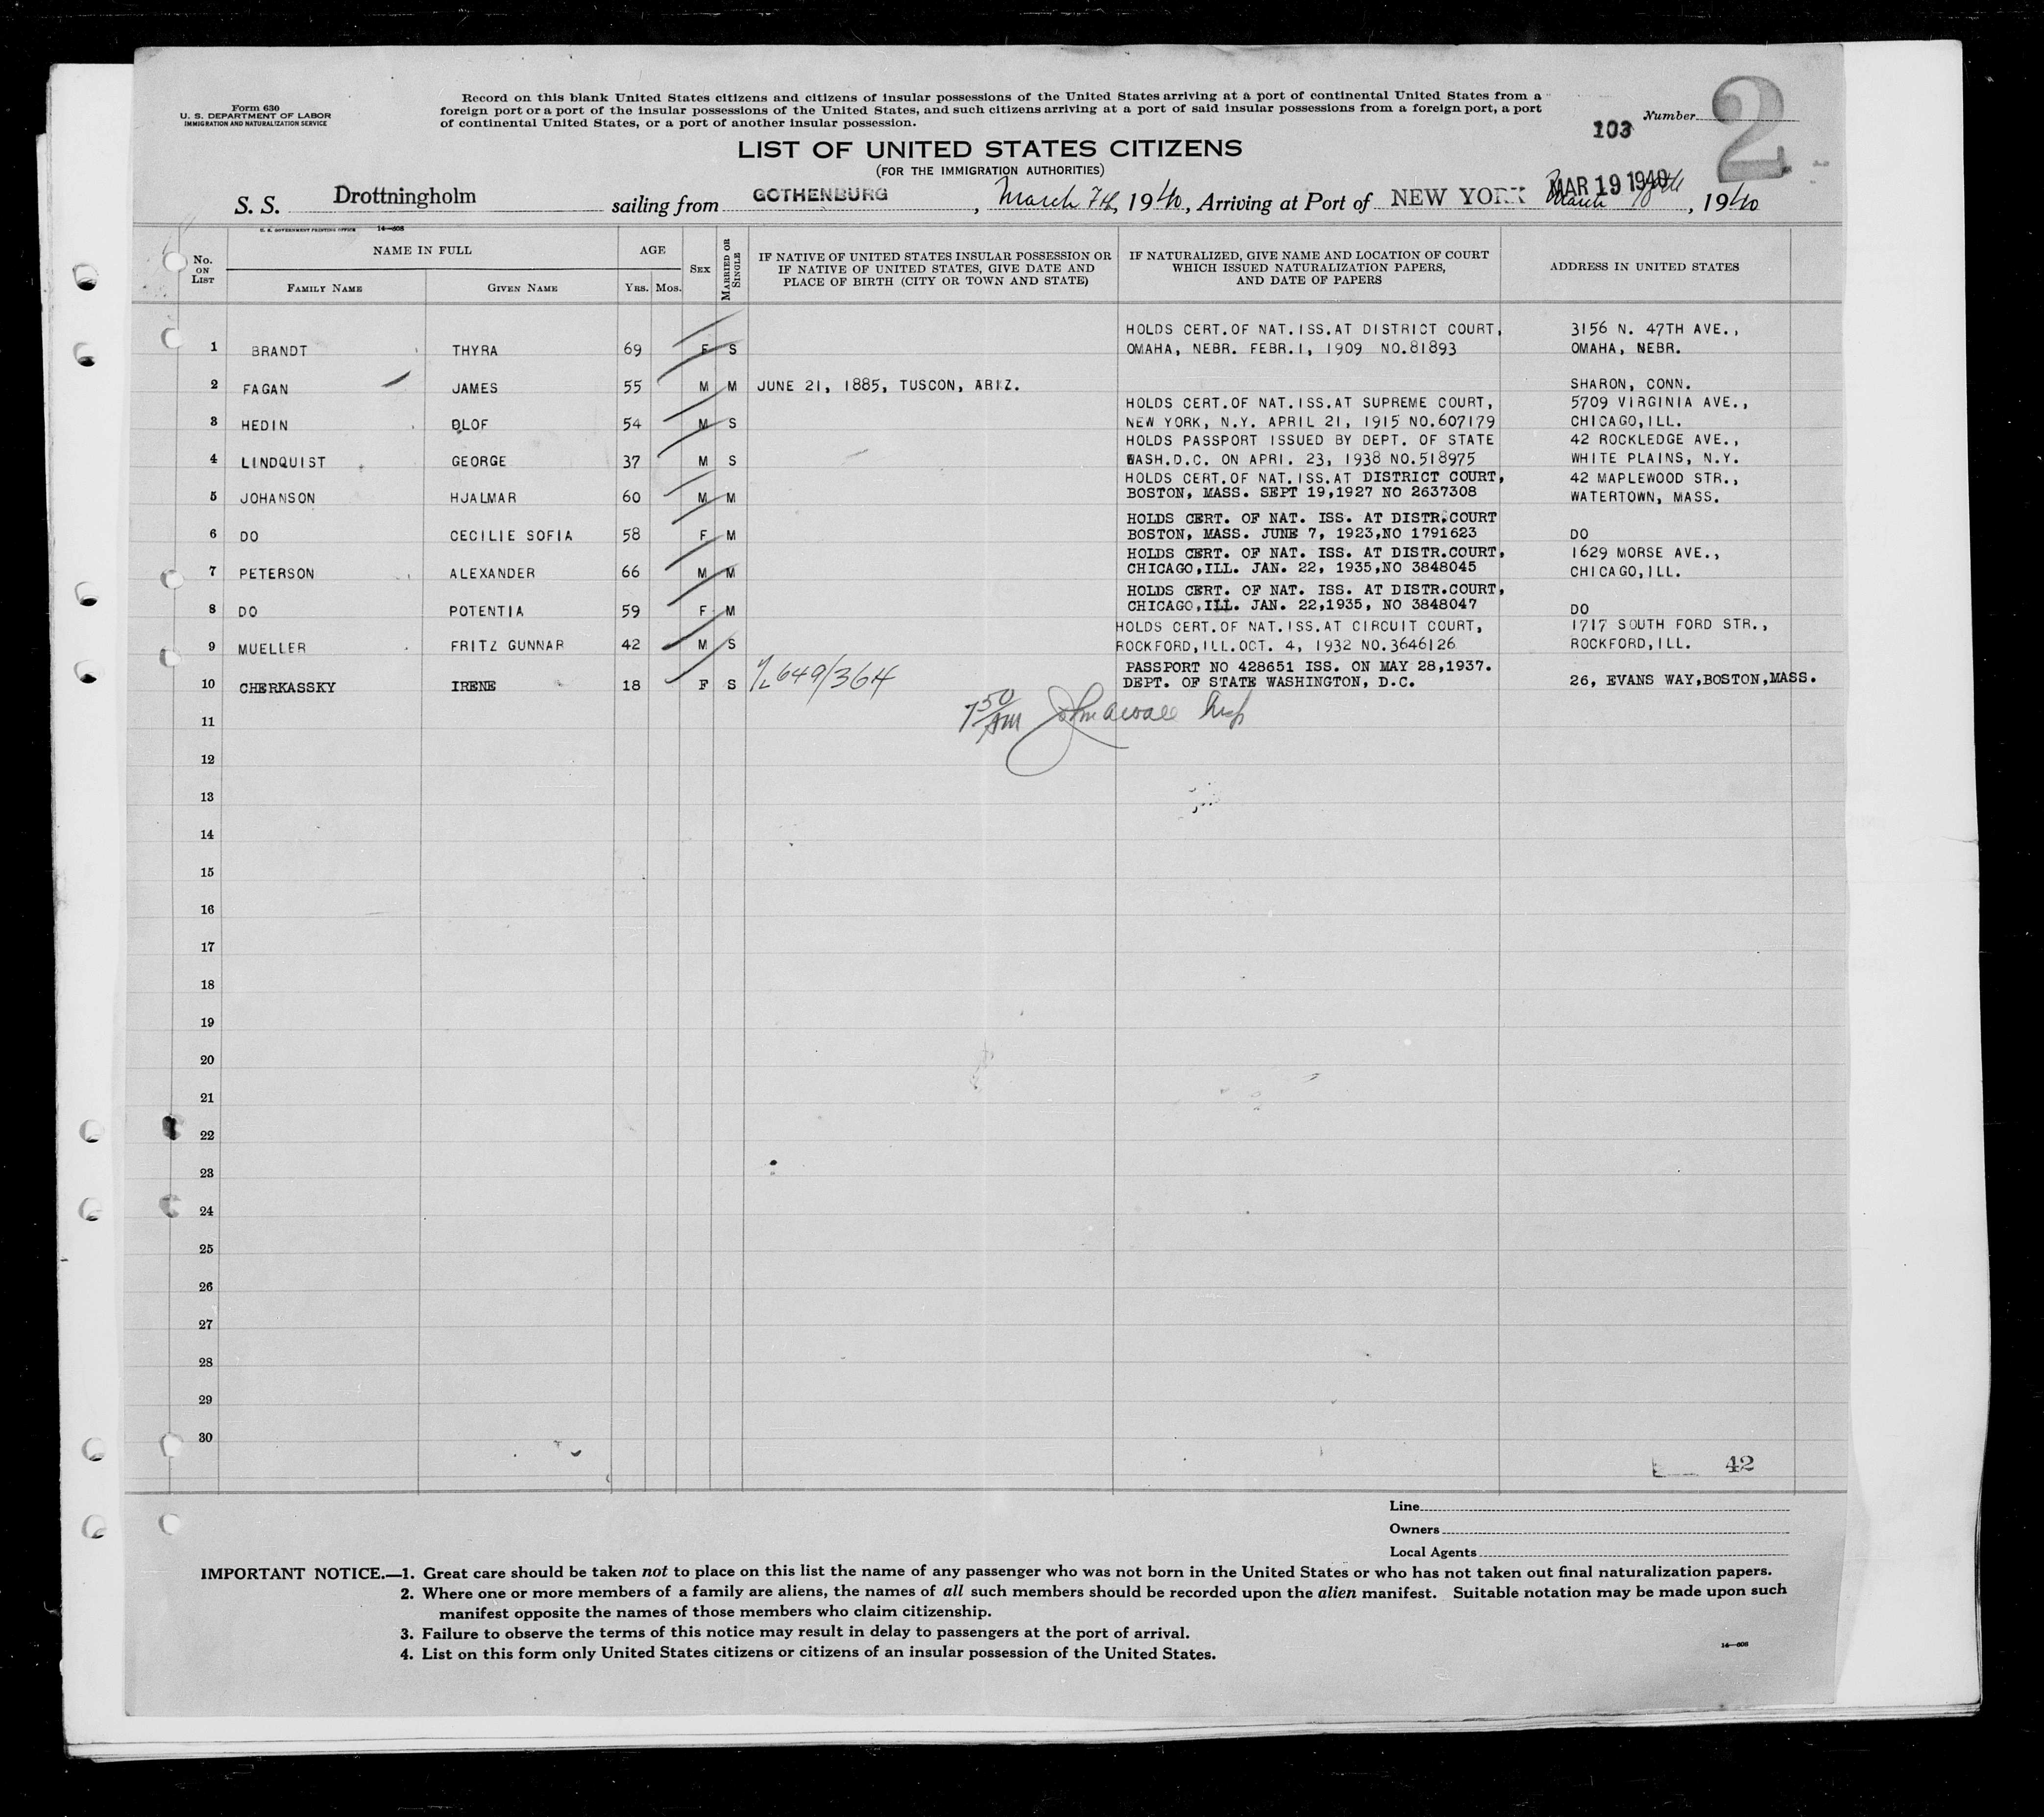 Form 630
U. S. DEPARTMENT OF LABOR
IMMIGRATION AND NATURALIZATION SERVICE
Record on this blank United States citizens and citizens of insular possessions of the United States arriving at a port of continental United States from a
foreign port or a port of the insular possessions of the United States, and such citizens arriving at a port of said insular possessions from a foreign port, a port
of continental United States, or a port of another insular possession.
Number 2
103
LIST OF UNITED STATES CITIZENS
(FOR THE IMMIGRATION AUTHORITIES)
S. S. Drottningholm sailing from GOTHENBURG, March 7th, 1940, Arriving at Port of NEW YORK MAR 19 1940 March, 1940
U. S. GOVERNMENT PRINTING OFFICE 14—608
No. ON LIST
NAME IN FULL
FAMILY NAME
GIVEN NAME
AGE
YRS. MOS.
SEX
MARRIED OR SINGLE
IF NATIVE OF UNITED STATES INSULAR POSSESSION OR
IF NATIVE OF UNITED STATES, GIVE DATE AND
PLACE OF BIRTH (CITY OR TOWN AND STATE)
IF NATURALIZED, GIVE NAME AND LOCATION OF COURT
WHICH ISSUED NATURALIZATION PAPERS,
AND DATE OF PAPERS
ADDRESS IN UNITED STATES
HOLDS CERT.OF NAT.ISS.AT DISTRICT COURT, 3156 N. 47TH AVE.,
1 BRANDT THYRA 69 F S OMAHA, NEBR. FEBR.1, 1909 NO.81893 OMAHA, NEBR.
2 FAGAN JAMES 55 M M JUNE 21, 1885, TUSCON, ARIZ. SHARON, CONN.
HOLDS CERT.OF NAT.ISS.AT SUPREME COURT, 5709 VIRGINIA AVE.,
3 HEDIN OLOF 54 M S NEW YORK, N.Y. APRIL 21, 1915 NO.607179 CHICAGO,ILL.
HOLDS PASSPORT ISSUED BY DEPT. OF STATE 42 ROCKLEDGE AVE.,
4 LINDQUIST GEORGE 37 M S WASH.D.C. ON APRI. 23, 1938 NO.518975 WHITE PLAINS, N.Y.
HOLDS CERT.OF NAT.ISS.AT DISTRICT COURT, 42 MAPLEWOOD STR.,
5 JOHANSON HJALMAR 60 M M BOSTON, MASS. SEPT 19,1927 NO 2637308 WATERTOWN, MASS.
HOLDS CERT. OF NAT. ISS. AT DISTR.COURT
6 DO CECILIE SOFIA 58 F M BOSTON, MASS. JUNE 7, 1923,NO 1791623 DO
HOLDS CERT. OF NAT. ISS. AT DISTR.COURT, 1629 MORSE AVE.,
7 PETERSON ALEXANDER 66 M M CHICAGO,ILL. JAN. 22, 1935,NO 3848045 CHICAGO,ILL.
HOLDS CERT. OF NAT. ISS. AT DISTR.COURT,
8 DO POTENTIA 59 F M CHICAGO,ILL. JAN. 22,1935, NO 3848047 DO
HOLDS CERT.OF NAT.ISS.AT CIRCUIT COURT, 1717 SOUTH FORD STR.,
9 MUELLER FRITZ GUNNAR 42 M S ROCKFORD,ILL.OCT. 4, 1932 NO.3646126 ROCKFORD,ILL.
PASSPORT NO 428651 ISS. ON MAY 28,1937.
10 CHERKASSKY IRENE 18 F S 649/364 DEPT. OF STATE WASHINGTON, D.C. 26, EVANS WAY,BOSTON,MASS.
7 50 AM
11
12
13
14
15
16
17
18
19
20
21
22
23
24
25
26
27
28
29
30
42
Line
Owners
Local Agents
IMPORTANT NOTICE.—1. Great care should be taken not to place on this list the name of any passenger who was not born in the United States or who has not taken out final naturalization papers.
2. Where one or more members of a family are aliens, the names of all such members should be recorded upon the alien manifest. Suitable notation may be made upon such
manifest opposite the names of those members who claim citizenship.
3. Failure to observe the terms of this notice may result in delay to passengers at the port of arrival.
4. List on this form only United States citizens or citizens of an insular possession of the United States.
14—608